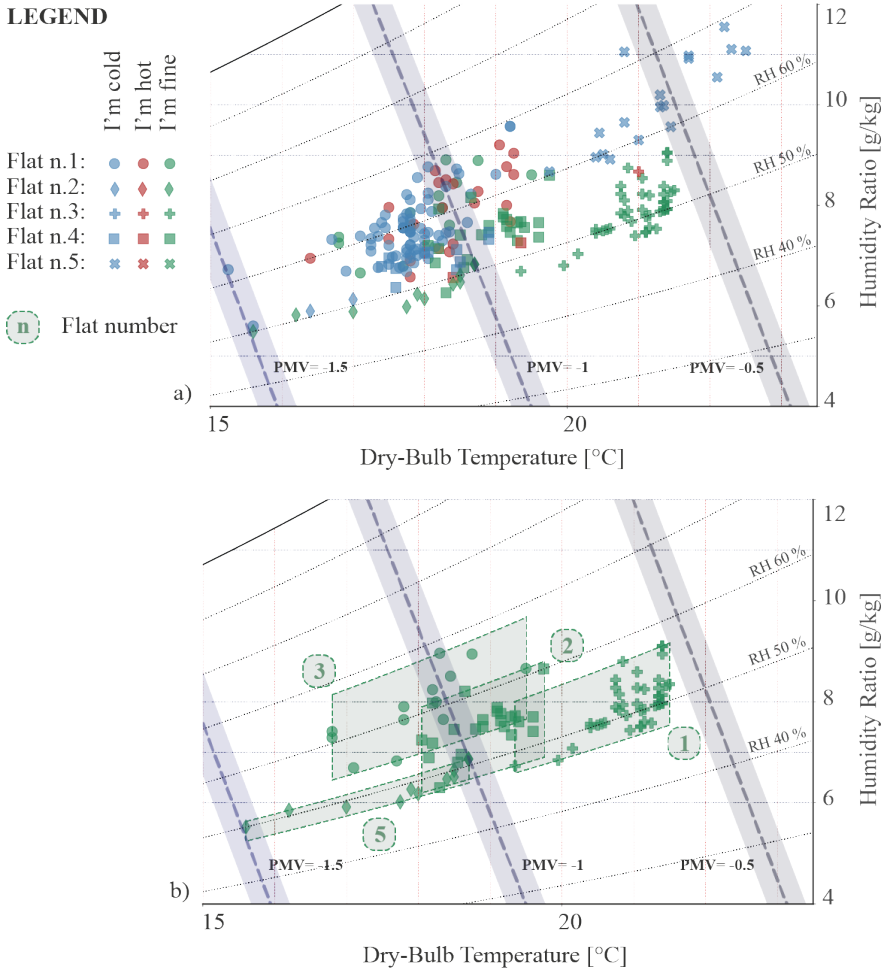 LEGEND
I'm cold
I'm hot
I'm fine
Flat n.1:
Flat n.2:
Flat n.3:
Flat n.4:
Flat n.5:
n Flat number
12
RH 60 %
10
RH 50 %
8
RH 40 %
6
PMV= -1.5 PMV= -1 PMV= -0.5
4
a)
15 20
Dry-Bulb Temperature [°C]
Humidity Ratio [g/kg]
12
RH 60 %
10
RH 50 %
2
3
8
1
RH 40 %
6
5
PMV= -1.5 PMV= -1 PMV= -0.5
4
b)
15 20
Dry-Bulb Temperature [°C]
Humidity Ratio [g/kg]